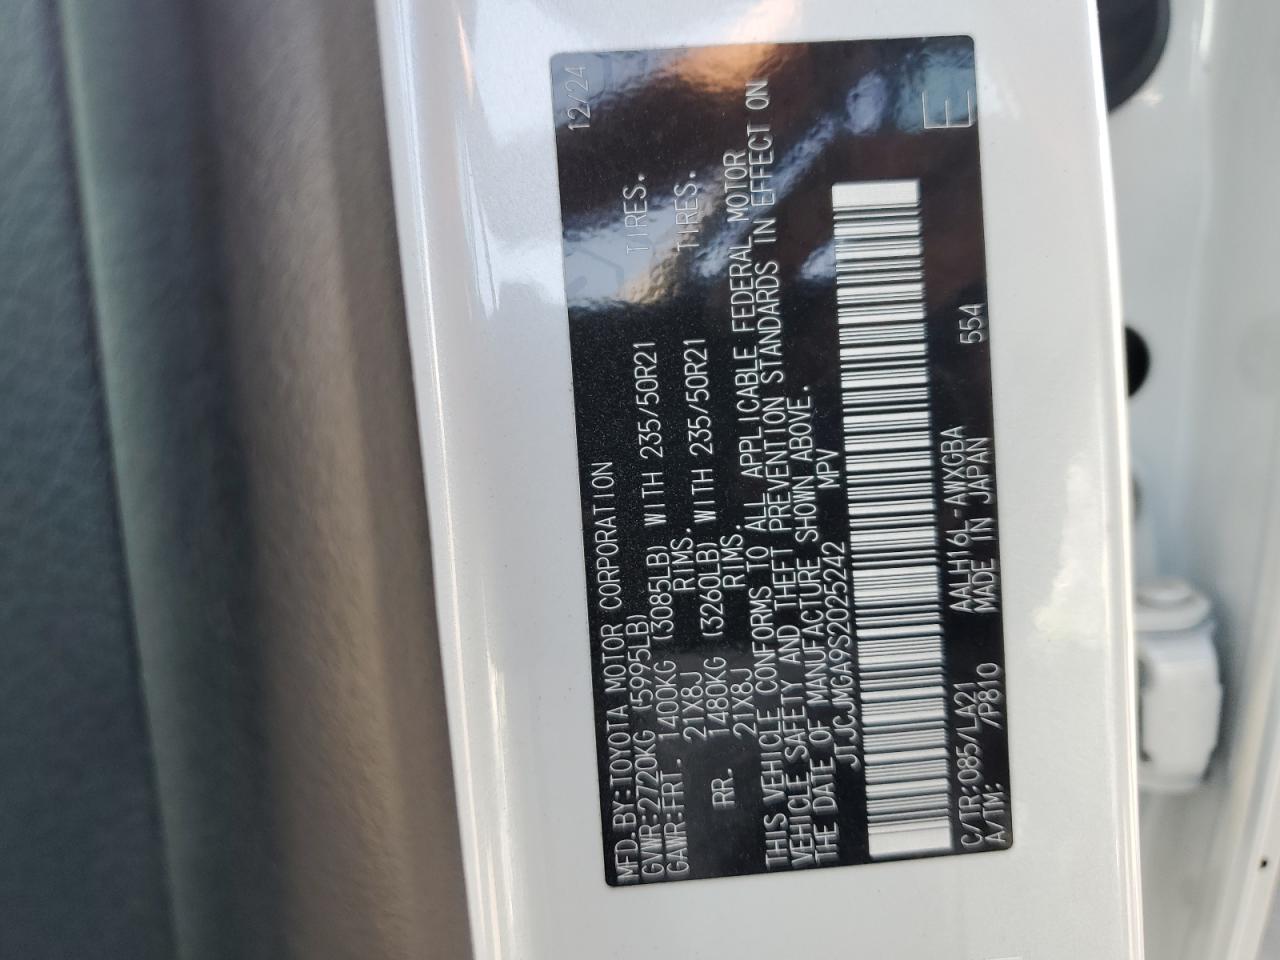 MFD.BY:TOYOTA MOTOR CORPORATION 12/24
GVWR:2720KG (5995LB)
GAWR:FRT. 1400KG (3085LB) WITH 235/50R21 TIRES.
21X8J RIMS.
RR. 1480KG (3260LB) WITH 235/50R21 TIRES.
21X8J RIMS.
THIS VEHICLE CONFORMS TO ALL APPLICABLE FEDERAL MOTOR
VEHICLE SAFETY AND THEFT PREVENTION STANDARDS IN EFFECT ON
THE DATE OF MANUFACTURE SHOWN ABOVE.
JTJCJMGA9S2025242 MPV
C/TR:085/LA21 AALH16L-AWXGBA 554
A/TM: /P810 MADE IN JAPAN
E